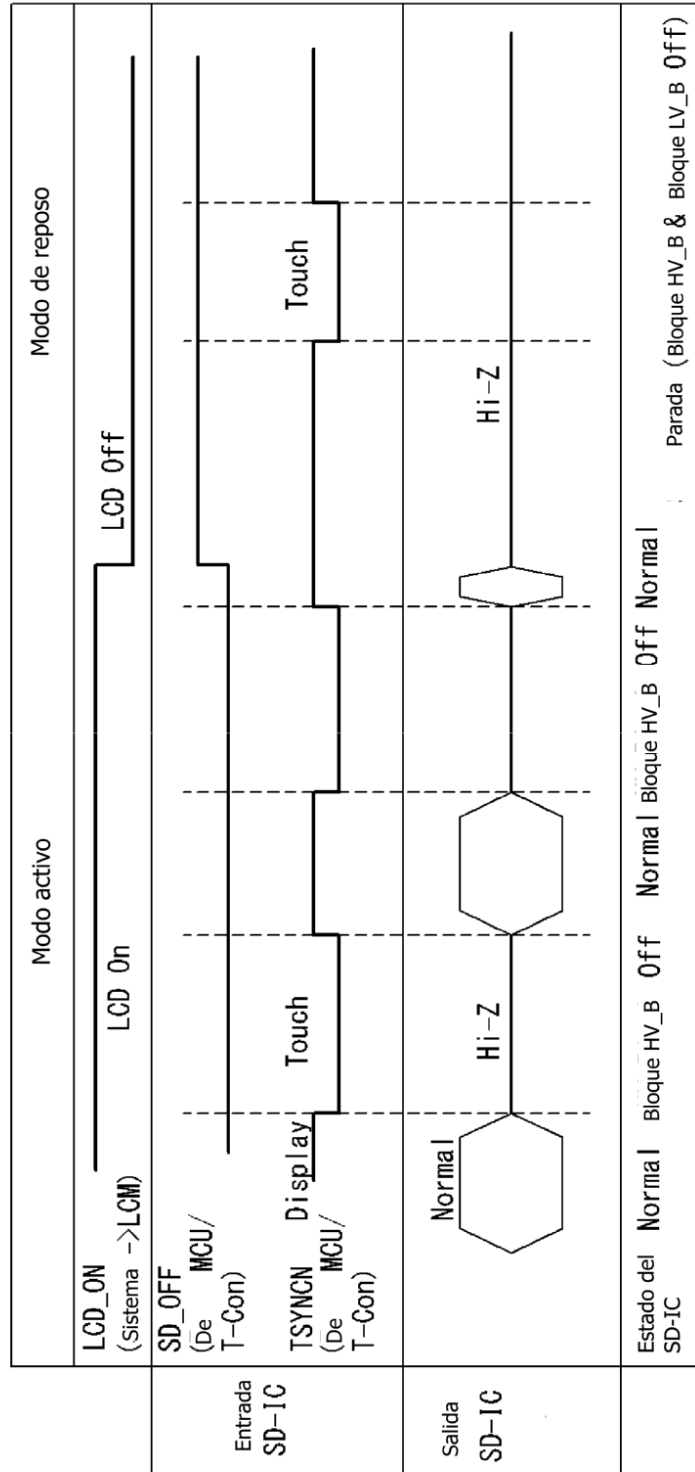 Modo activo
Modo de reposo
LCD_ON
(Sistema ->LCM)
LCD On
LCD Off
Entrada
SD-IC
SD_OFF
(De MCU/
T-Con)
TSYNCN
(De MCU/
T-Con)
Display
Touch
Touch
Salida
SD-IC
Normal
Hi-Z
Hi-Z
Estado del
SD-IC
Normal
Bloque HV_B Off
Normal
Bloque HV_B Off
Normal
Parada (Bloque HV_B & Bloque LV_B Off)